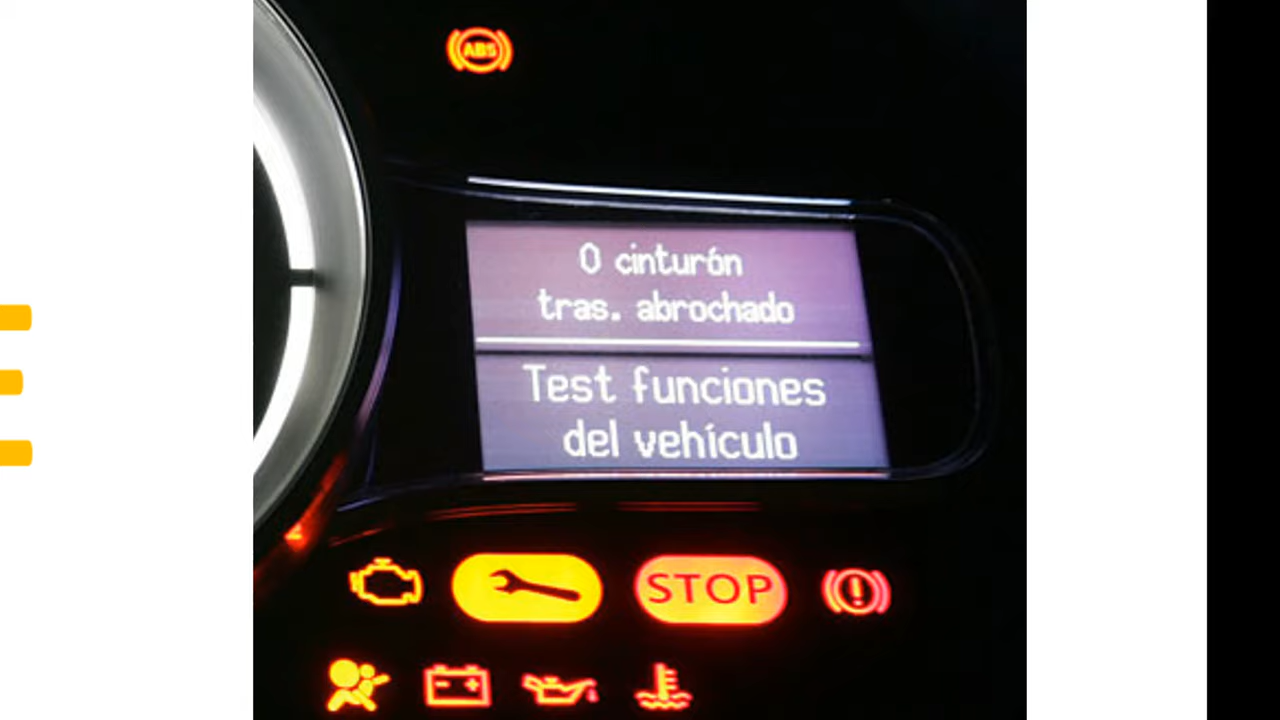 ABS
0 cinturón
tras. abrochado
Test funciones
del vehículo
STOP